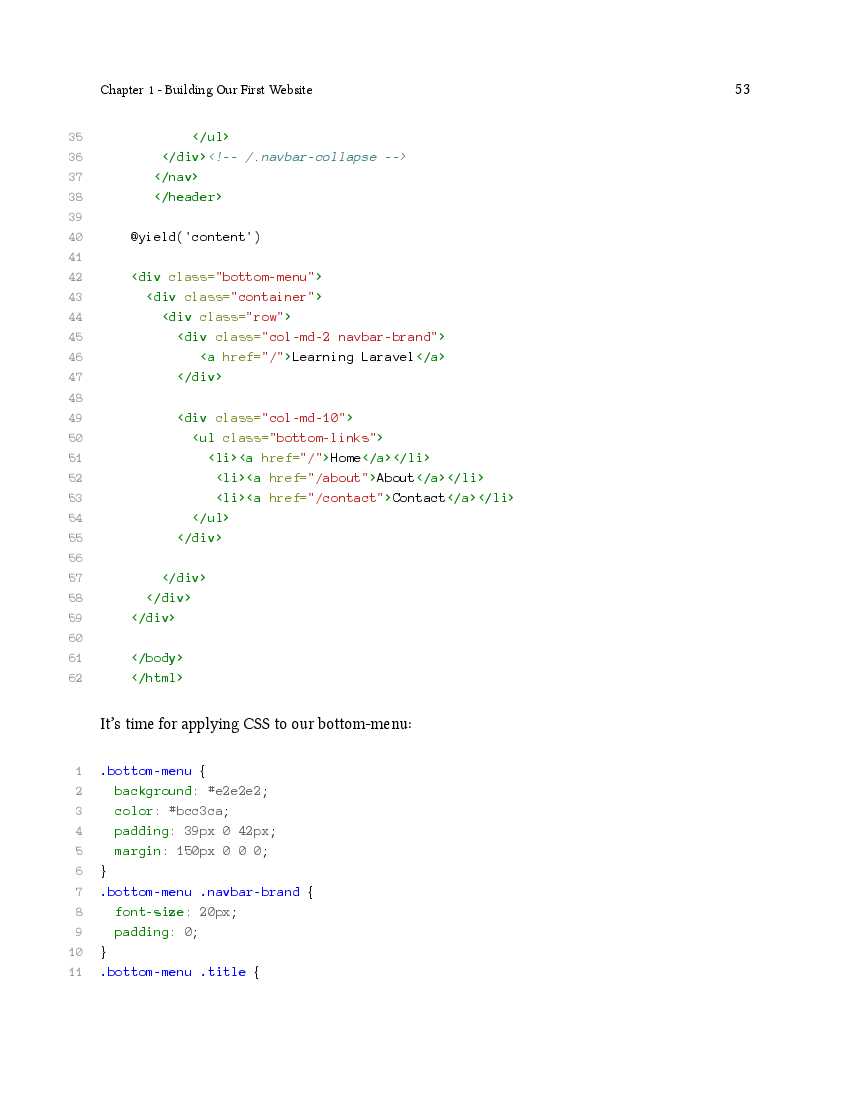 Chapter 1 - Building Our First Website 53
35             </ul>
36         </div><!-- /.navbar-collapse -->
37        </nav>
38        </header>
39
40     @yield('content')
41
42     <div class="bottom-menu">
43       <div class="container">
44         <div class="row">
45           <div class="col-md-2 navbar-brand">
46              <a href="/">Learning Laravel</a>
47           </div>
48
49           <div class="col-md-10">
50             <ul class="bottom-links">
51               <li><a href="/">Home</a></li>
52                <li><a href="/about">About</a></li>
53                <li><a href="/contact">Contact</a></li>
54             </ul>
55           </div>
56
57         </div>
58       </div>
59     </div>
60
61     </body>
62     </html>
It's time for applying CSS to our bottom-menu:
1 .bottom-menu {
2   background: #e2e2e2;
3   color: #bcc3ca;
4   padding: 39px 0 42px;
5   margin: 150px 0 0 0;
6 }
7 .bottom-menu .navbar-brand {
8   font-size: 20px;
9   padding: 0;
10 }
11 .bottom-menu .title {